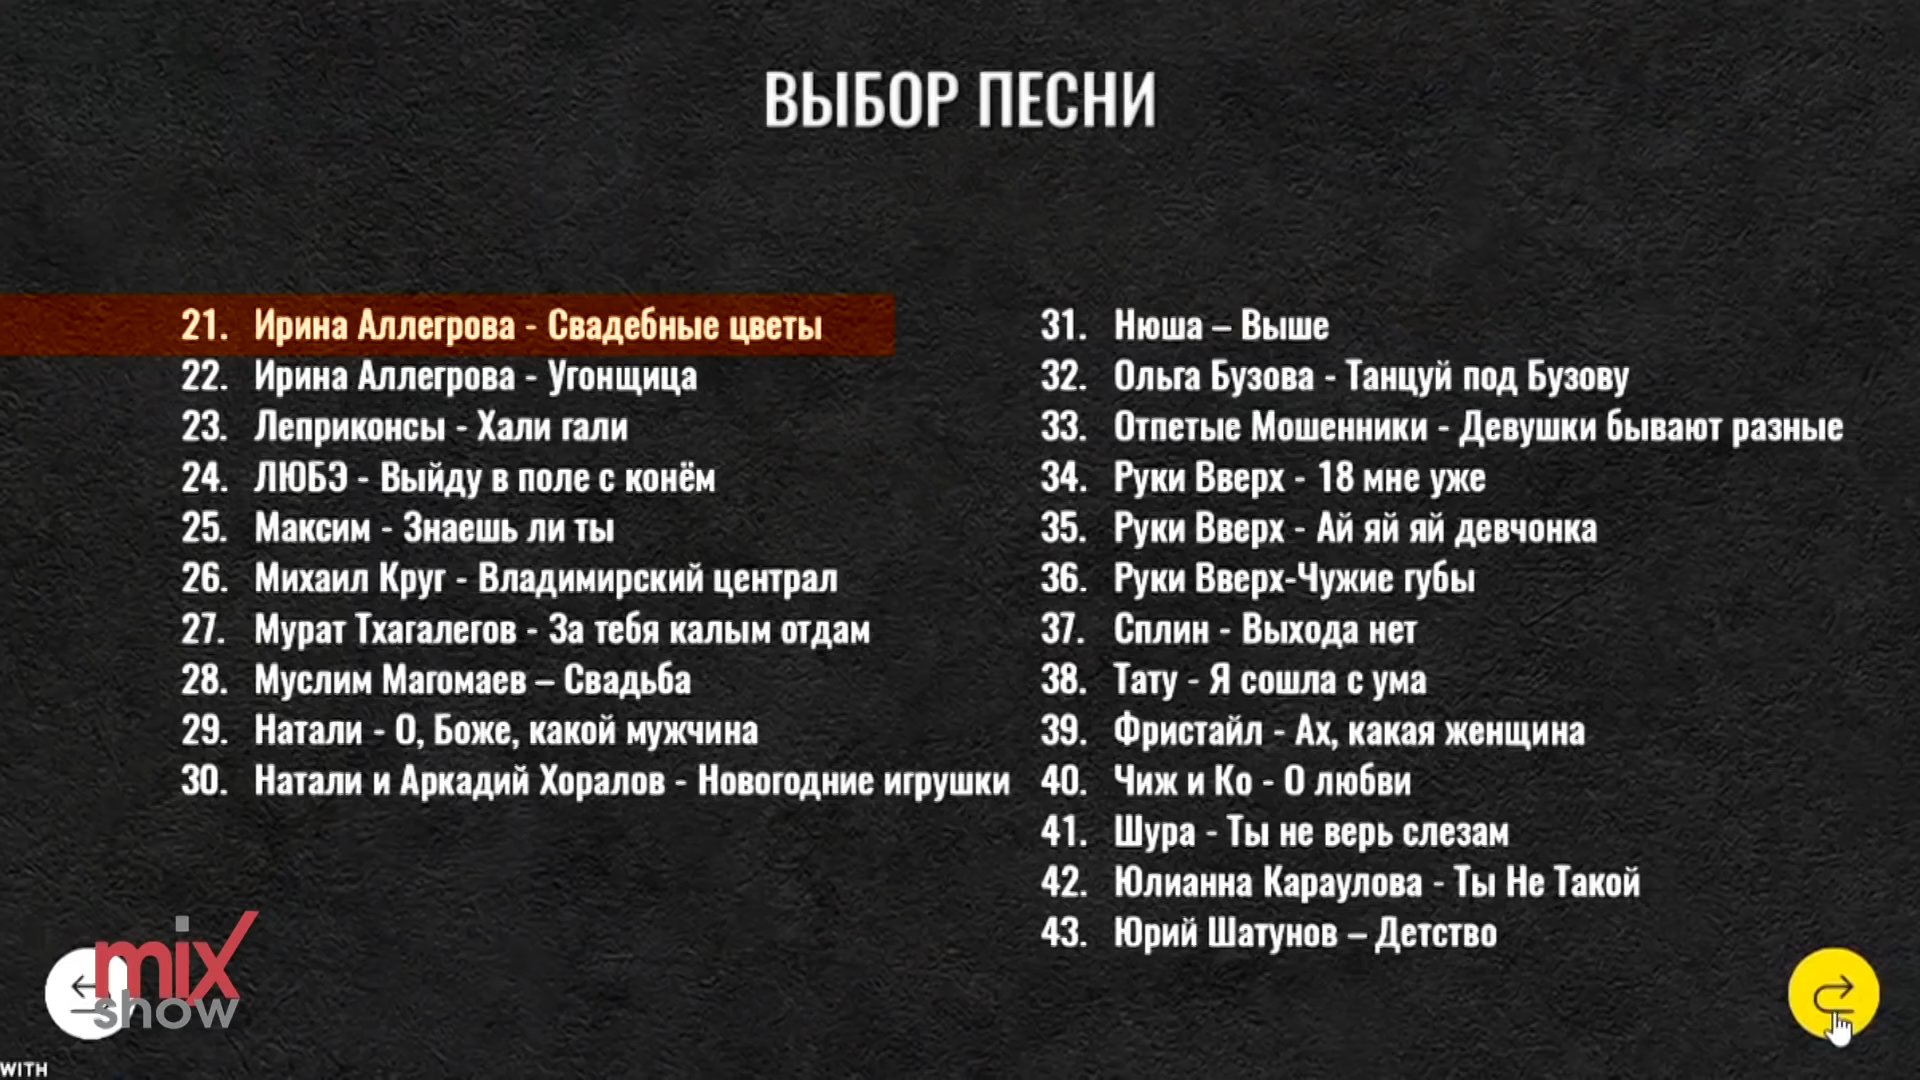 ВЫБОР ПЕСНИ
21. Ирина Аллегрова - Свадебные цветы
22. Ирина Аллегрова - Угонщица
23. Леприконсы - Хали гали
24. ЛЮБЭ - Выйду в поле с конём
25. Максим - Знаешь ли ты
26. Михаил Круг - Владимирский централ
27. Мурат Тхагалегов - За тебя калым отдам
28. Муслим Магомаев – Свадьба
29. Натали - О, Боже, какой мужчина
30. Натали и Аркадий Хоралов - Новогодние игрушки
31. Нюша – Выше
32. Ольга Бузова - Танцуй под Бузову
33. Отпетые Мошенники - Девушки бывают разные
34. Руки Вверх - 18 мне уже
35. Руки Вверх - Ай яй яй девчонка
36. Руки Вверх-Чужие губы
37. Сплин - Выхода нет
38. Тату - Я сошла с ума
39. Фристайл - Ах, какая женщина
40. Чиж и Ко - О любви
41. Шура - Ты не верь слезам
42. Юлианна Караулова - Ты Не Такой
43. Юрий Шатунов – Детство
mix
show
WITH